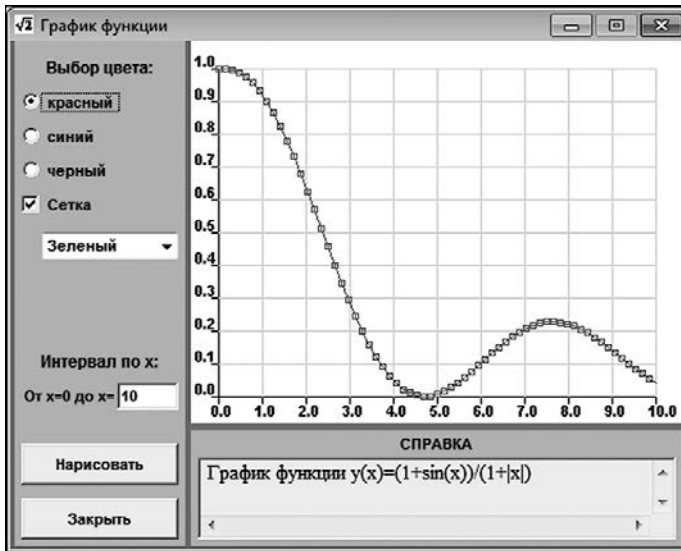 График функции
Выбор цвета:
красный
синий
черный
Сетка
Зеленый
Интервал по x:
От x=0 до x= 10
Нарисовать
Закрыть
1.0
0.9
0.8
0.7
0.6
0.5
0.4
0.3
0.2
0.1
0.0
0.0 1.0 2.0 3.0 4.0 5.0 6.0 7.0 8.0 9.0 10.0
СПРАВКА
График функции y(x)=(1+sin(x))/(1+|x|)